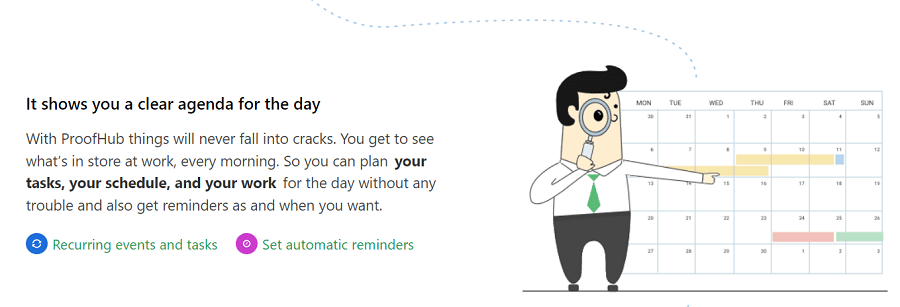 It shows you a clear agenda for the day
With ProofHub things will never fall into cracks. You get to see
what's in store at work, every morning. So you can plan your
tasks, your schedule, and your work for the day without any
trouble and also get reminders as and when you want.
Recurring events and tasks Set automatic reminders
MON TUE WED THU FRI SAT SUN
30 31 1 2 3 4 5
6 7 8 9 10 11 12
13 14 15 16 17 18 19
20 21 22 23 24 25 26
27 28 29 30 1 2 3